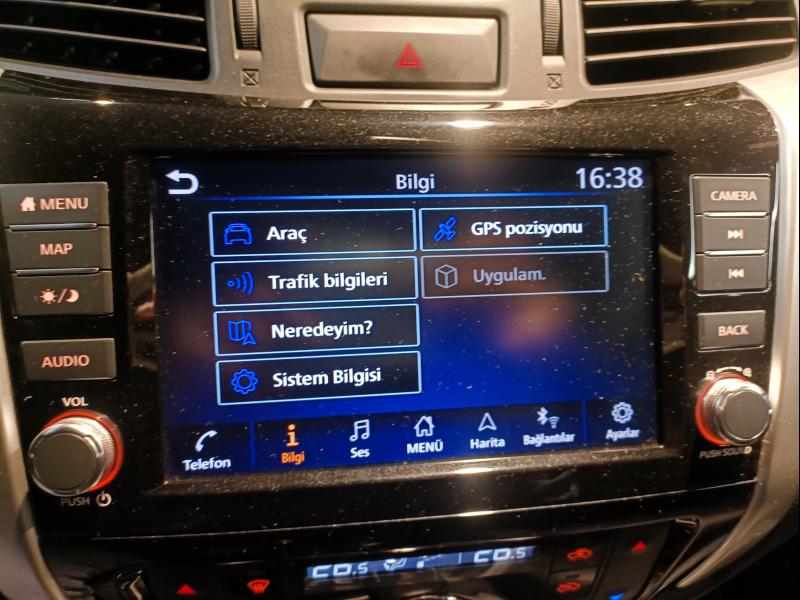 Bilgi 16:38
MENU
MAP
AUDIO
VOL
PUSH
Araç
Trafik bilgileri
Neredeyim?
Sistem Bilgisi
GPS pozisyonu
Uygulam.
Telefon
Bilgi
Ses
MENÜ
Harita
Bağlantılar
Ayarlar
CAMERA
BACK
PUSH SOUND